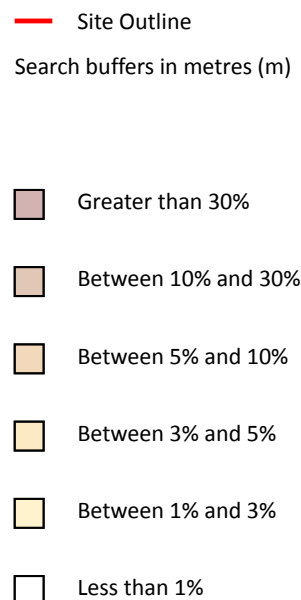 Site Outline
Search buffers in metres (m)
Greater than 30%
Between 10% and 30%
Between 5% and 10%
Between 3% and 5%
Between 1% and 3%
Less than 1%